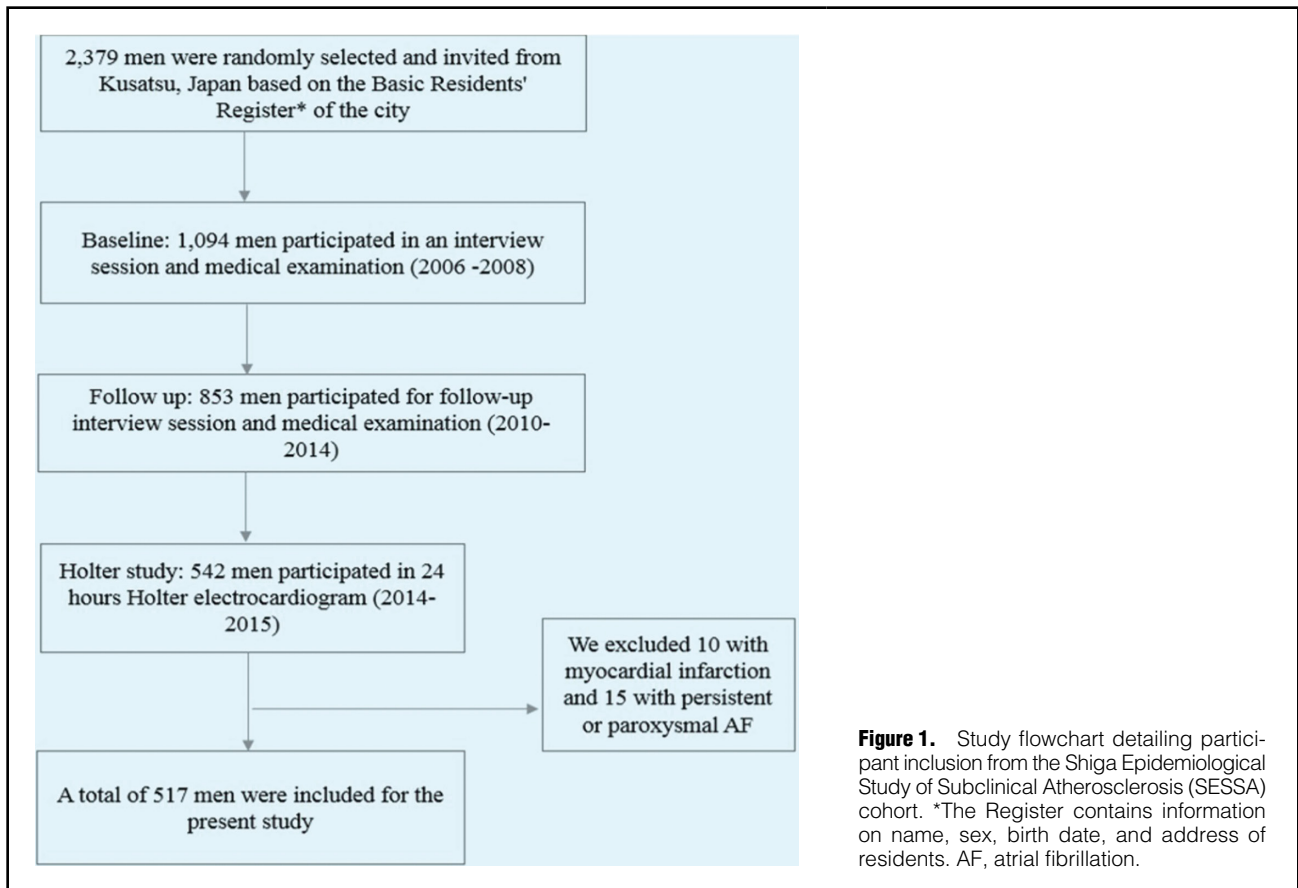 2,379 men were randomly selected and invited from
Kusatsu, Japan based on the Basic Residents'
Register* of the city
Baseline: 1,094 men participated in an interview
session and medical examination (2006 -2008)
Follow up: 853 men participated for follow-up
interview session and medical examination (2010-
2014)
Holter study: 542 men participated in 24
hours Holter electrocardiogram (2014-
2015)
We excluded 10 with
myocardial infarction
and 15 with persistent
or paroxysmal AF
A total of 517 men were included for the
present study
Figure 1. Study flowchart detailing partici-
pant inclusion from the Shiga Epidemiological
Study of Subclinical Atherosclerosis (SESSA)
cohort. *The Register contains information
on name, sex, birth date, and address of
residents. AF, atrial fibrillation.